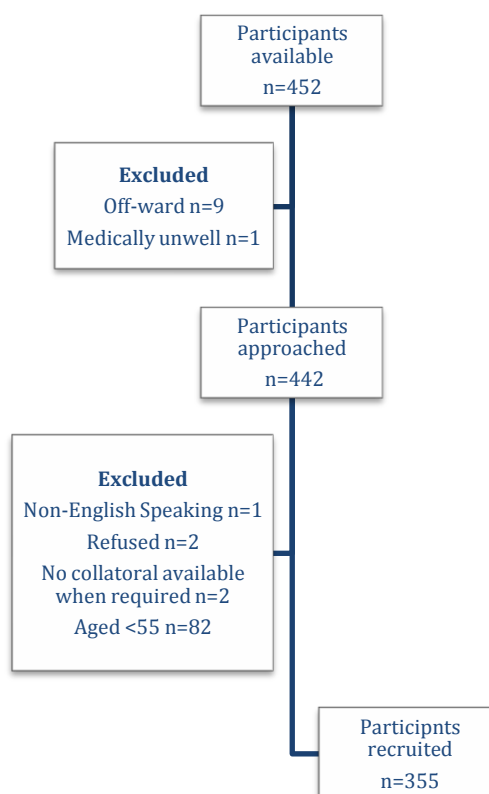 Participants
available
n=452
Excluded
Off-ward n=9
Medically unwell n=1
Participants
approached
n=442
Excluded
Non-English Speaking n=1
Refused n=2
No collatoral available
when required n=2
Aged <55 n=82
Particpnts
recruited
n=355